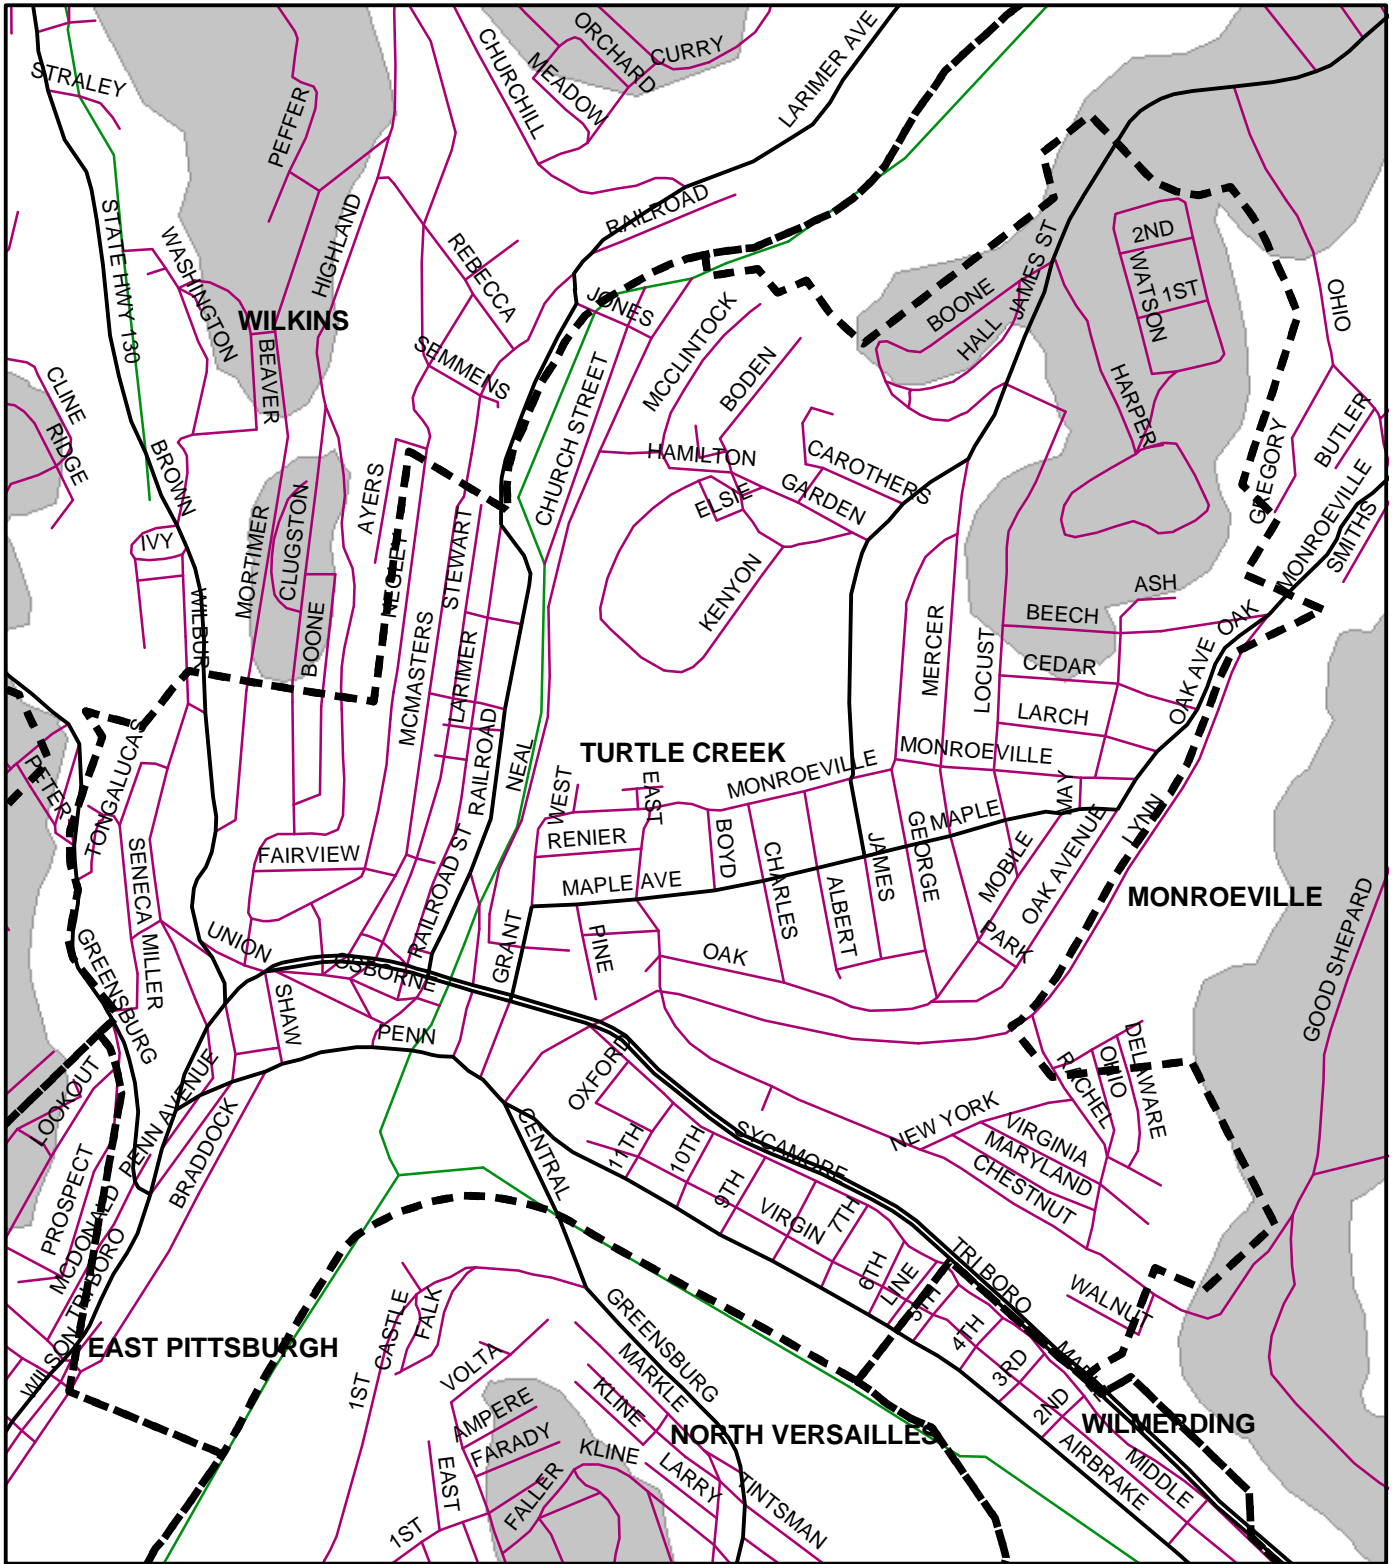 ORCHARD
CURRY
CHURCHILL
MEADOW
LARIMER AVE
STRALEY
PEFFER
STATE HWY 130
WASHINGTON
HIGHLAND
REBECCA
RAILROAD
2ND
WATSON
1ST
JAMES ST
BOONE
HALL
OHIO
WILKINS
JONES
MCCLINTOCK
BEAVER
SEMMENS
BODEN
CHURCH STREET
CLINE
RIDGE
HARPER
BUTLER
GREGORY
BROWN
AYERS
HAMILTON
CAROTHERS
GARDEN
ELSIE
MONROEVILLE
SMITHS
IVY
MORTIMER
CLUGSTON
NEGLEY
STEWART
KENYON
ASH
BEECH
OAK
WILBUR
BOONE
MCMASTERS
LARIMER
MERCER
LOCUST
CEDAR
OAK AVE
LARCH
RAILROAD
NEAL
TURTLE CREEK
MONROEVILLE
MONROEVILLE
PETER
TONGALUCAS
WEST
EAST
MAY
MAPLE
LYNN
RENIER
BOYD
CHARLES
JAMES
GEORGE
MOBILE
OAK AVENUE
SENECA
FAIRVIEW
RAILROAD ST
MAPLE AVE
ALBERT
MONROEVILLE
PARK
GREENSBURG
MILLER
UNION
OSBORNE
GRANT
PINE
OAK
GOOD SHEPARD
SHAW
PENN
LOOKOUT
PENN AVENUE
OXFORD
RACHEL
OHIO
DELAWARE
CENTRAL
11TH
10TH
SYCAMORE
NEW YORK
VIRGINIA
MARYLAND
CHESTNUT
PROSPECT
BRADDOCK
MCDONALD
9TH
VIRGIN
7TH
TRIBORO
6TH
LINE
5TH
TRIBORO
WALNUT
WILSON
EAST PITTSBURGH
1ST
CASTLE
FALK
GREENSBURG
4TH
MARKLE
VOLTA
3RD
MAPLE
KLINE
2ND
AMPERE
NORTH VERSAILLES
WILMERDING
FARADY
KLINE
AIRBRAKE
MIDDLE
EAST
FALLER
LARRY
TINTSMAN
1ST